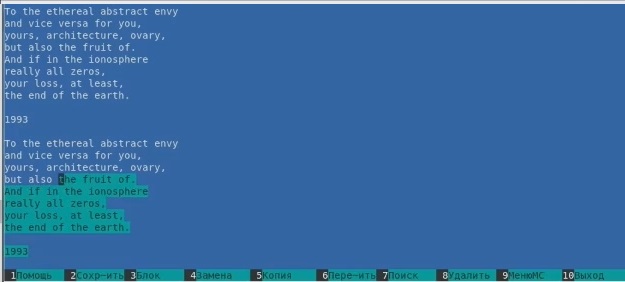 To the ethereal abstract envy
and vice versa for you,
yours, architecture, ovary,
but also the fruit of.
And if in the ionosphere
really all zeros,
your loss, at least,
the end of the earth.
1993
To the ethereal abstract envy
and vice versa for you,
yours, architecture, ovary,
but also the fruit of.
And if in the ionosphere
really all zeros,
your loss, at least,
the end of the earth.
1993
1Помощь 2Сохр~ить 3Блок 4Замена 5Копия 6Пере~ить 7Поиск 8Удалить 9МенюМС 10Выход